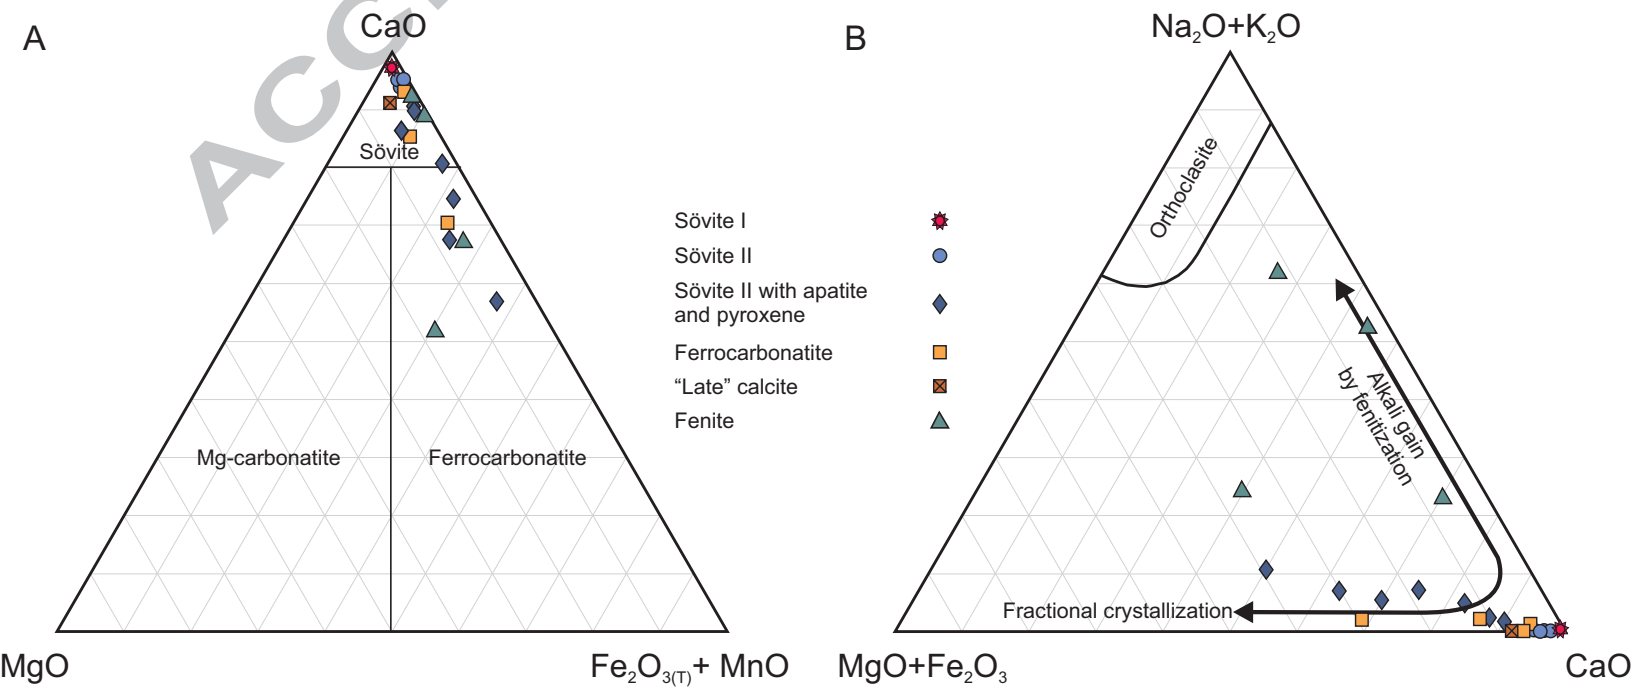 A
CaO
ACC
Sövite
Mg-carbonatite
Ferrocarbonatite
MgO
Fe₂O₃₍T₎+ MnO
Sövite I
Sövite II
Sövite II with apatite
and pyroxene
Ferrocarbonatite
“Late” calcite
Fenite
B
Na₂O+K₂O
Orthoclasite
Alkali gain
by fenitization
Fractional crystallization
MgO+Fe₂O₃
CaO